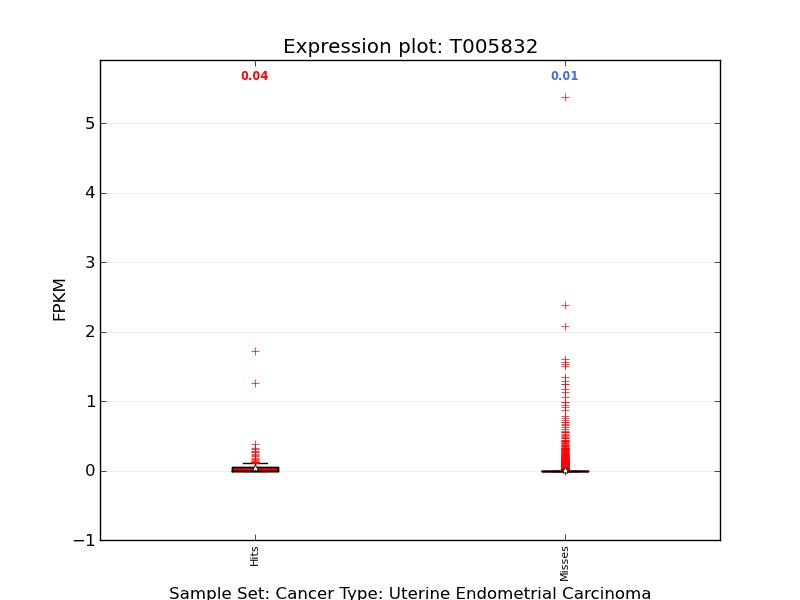 Expression plot: T005832
0.04
0.01
5
4
3
2
1
0
−1
FPKM
Hits
Misses
Sample Set: Cancer Type: Uterine Endometrial Carcinoma